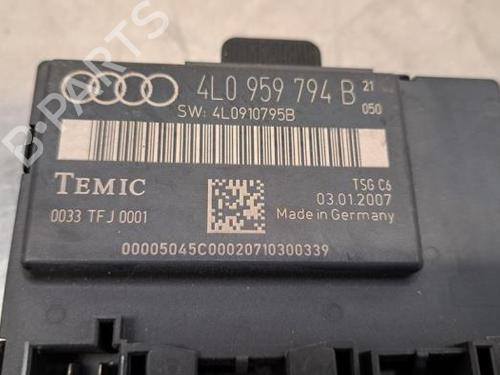 4L0 959 794 B 21
050
SW: 4L0910795B
TEMIC
TSG C6
03.01.2007
0033 TFJ 0001
Made in Germany
00005045C00020710300339
B-PARTS